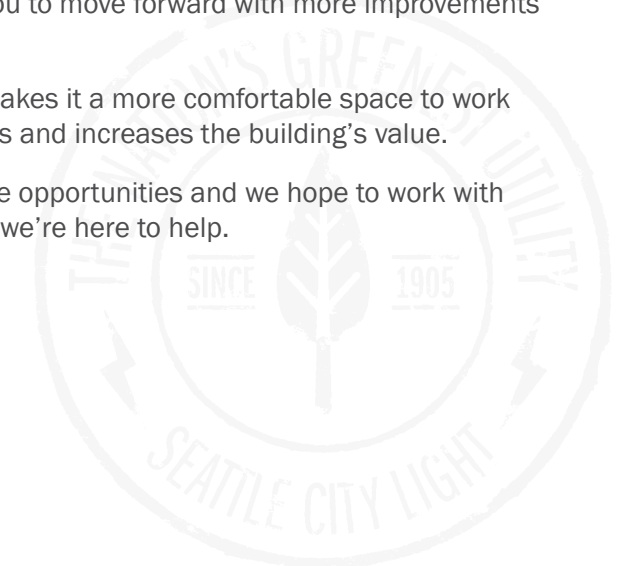 ou to move forward with more improvements
akes it a more comfortable space to work
s and increases the building’s value.
e opportunities and we hope to work with
we’re here to help.
THE NATION'S GREENEST UTILITY
SINCE 1905
SEATTLE CITY LIGHT